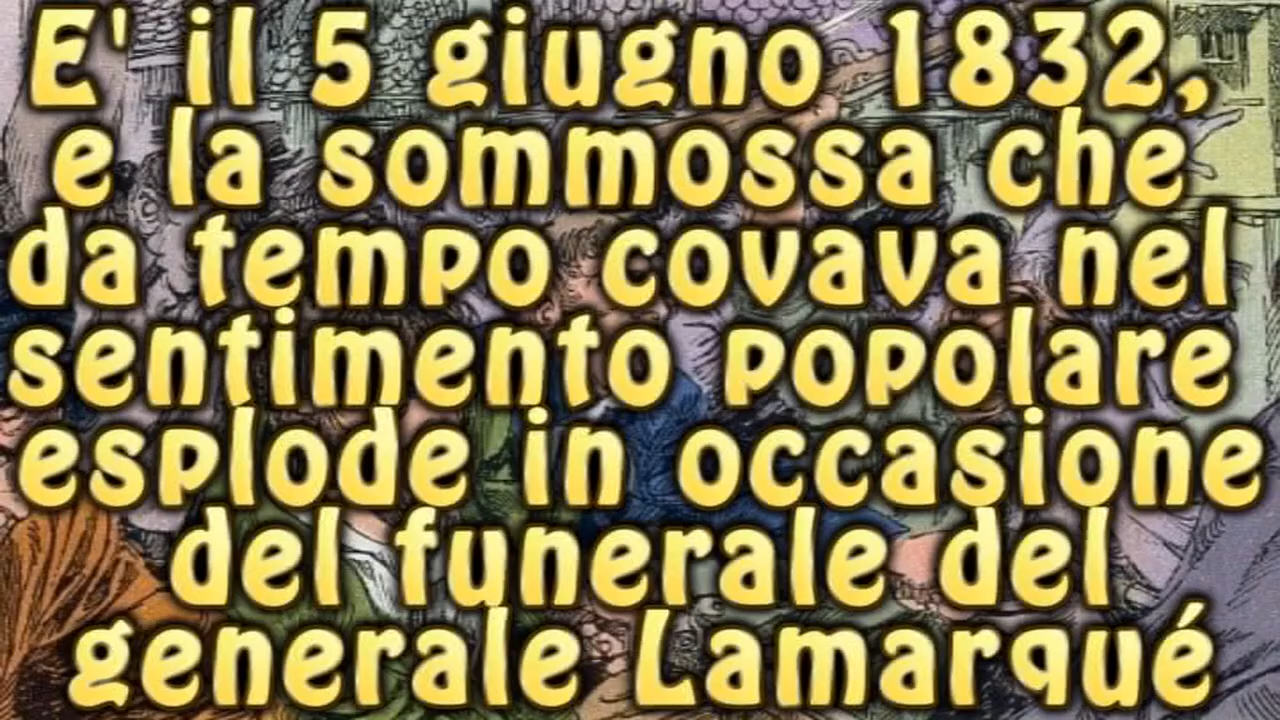 E' il 5 giugno 1832,
e la sommossa che
da tempo covava nel
sentimento popolare
esplode in occasione
del funerale del
generale Lamarqué